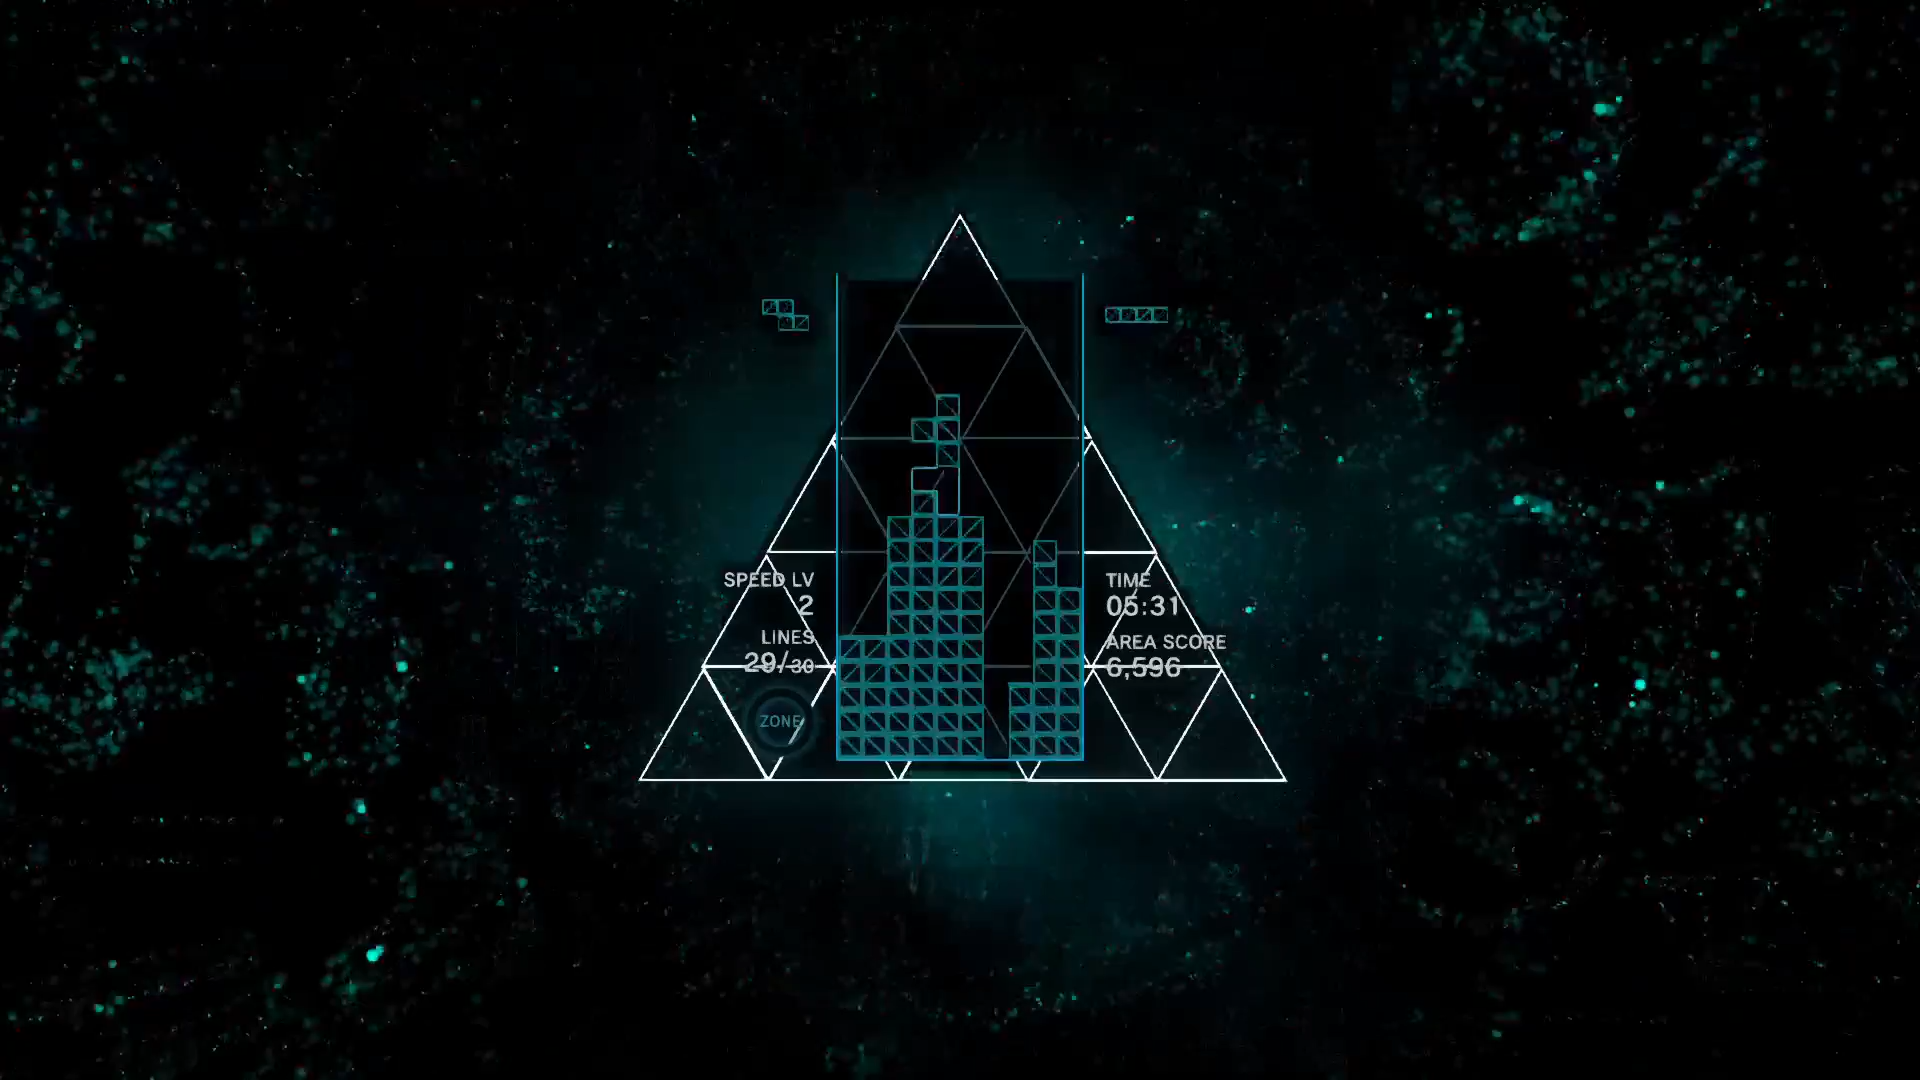 SPEED LV
2
LINES
29/30
ZONE
TIME
05:31
AREA SCORE
6,596